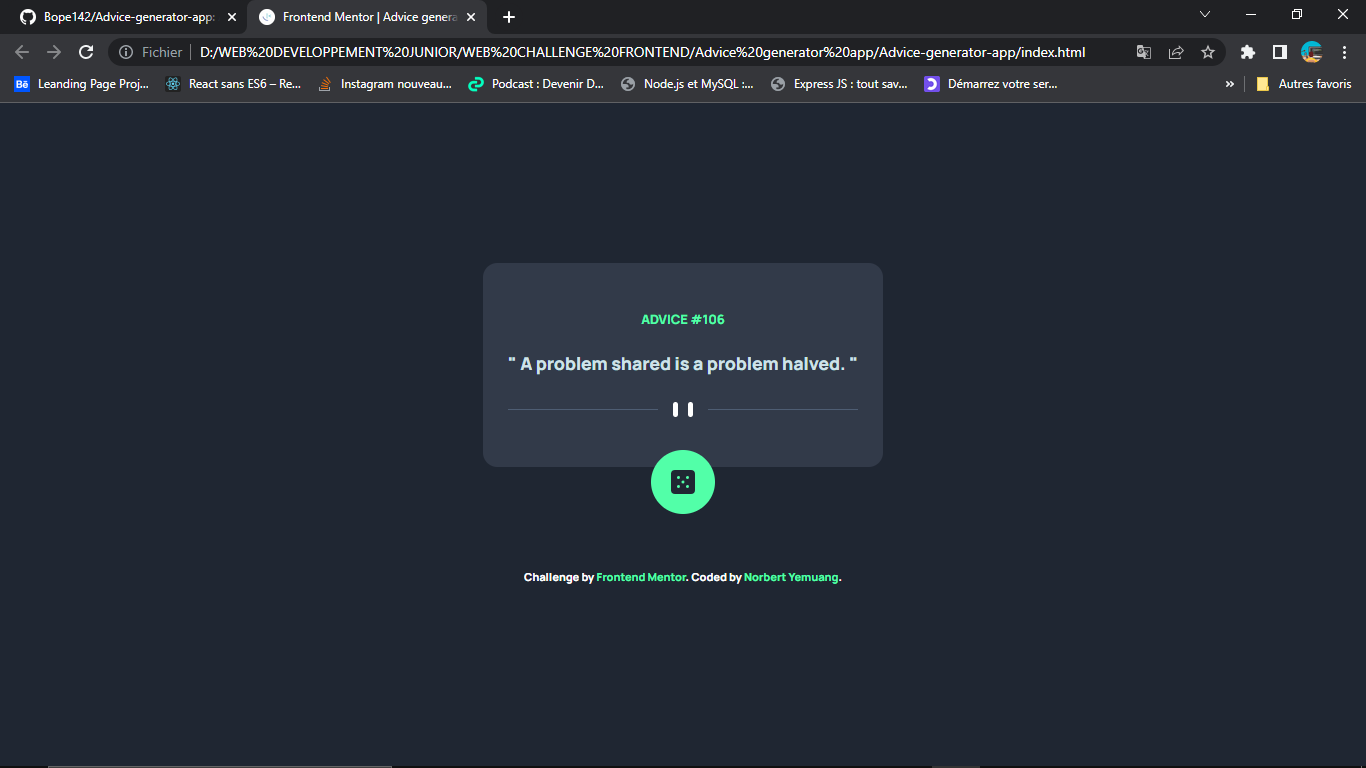 Bope142/Advice-generator-app:
Frontend Mentor | Advice genera
Fichier
D:/WEB%20DEVELOPPEMENT%20JUNIOR/WEB%20CHALLENGE%20FRONTEND/Advice%20generator%20app/Advice-generator-app/index.html
Bē Leanding Page Proj...
React sans ES6 – Re...
Instagram nouveau...
Podcast : Devenir D...
Node.js et MySQL :...
Express JS : tout sav...
Démarrez votre ser...
»
Autres favoris
ADVICE #106
" A problem shared is a problem halved. "
Challenge by Frontend Mentor. Coded by Norbert Yemuang.